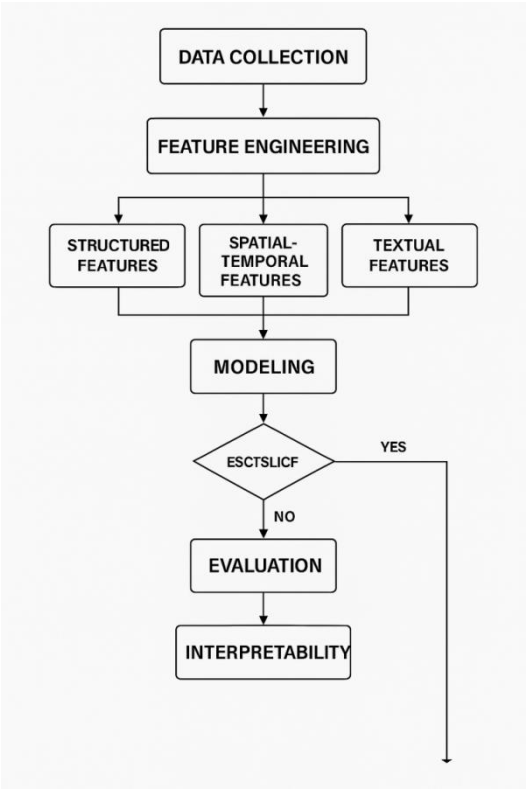 DATA COLLECTION
FEATURE ENGINEERING
STRUCTURED
FEATURES
SPATIAL-
TEMPORAL
FEATURES
TEXTUAL
FEATURES
MODELING
ESCTSLICF
YES
NO
EVALUATION
INTERPRETABILITY